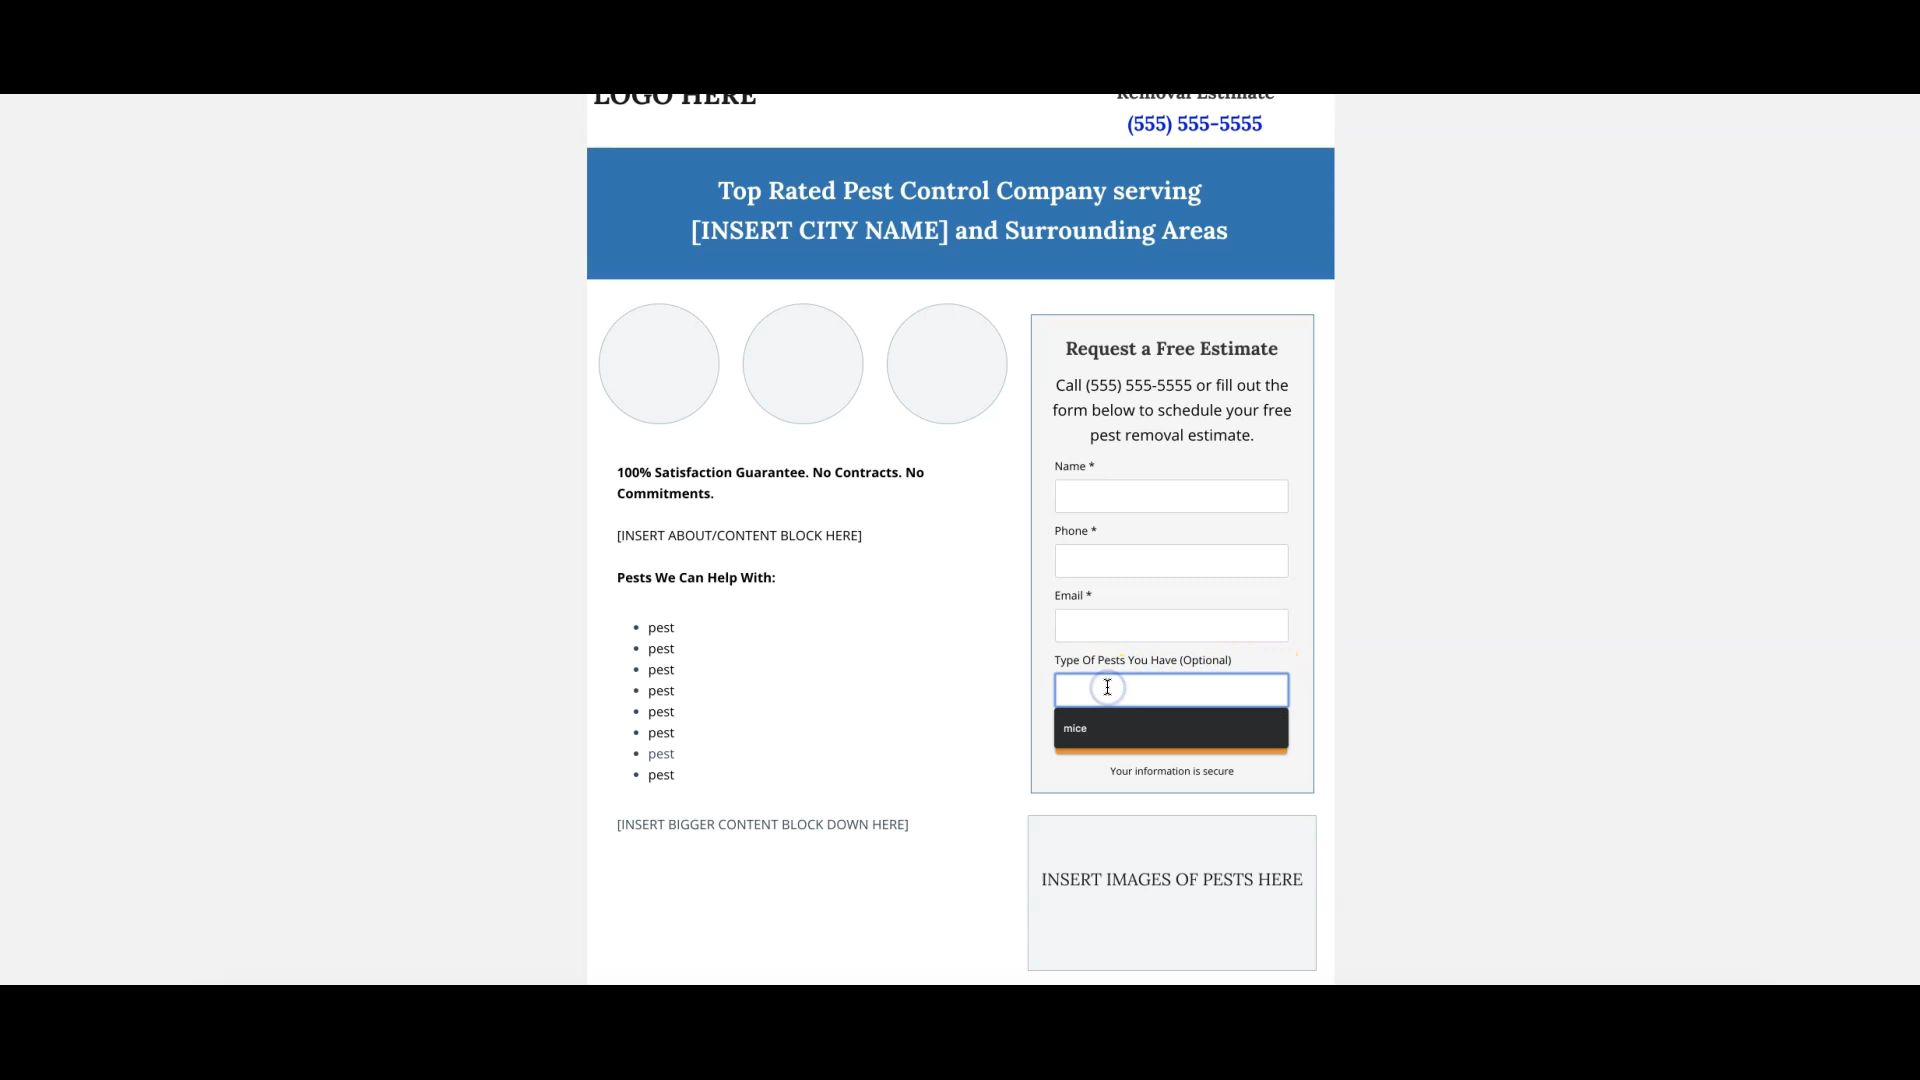 LOGO HERE
Removal Estimate
(555) 555-5555
Top Rated Pest Control Company serving
[INSERT CITY NAME] and Surrounding Areas
100% Satisfaction Guarantee. No Contracts. No
Commitments.
[INSERT ABOUT/CONTENT BLOCK HERE]
Pests We Can Help With:
• pest
• pest
• pest
• pest
• pest
• pest
• pest
• pest
[INSERT BIGGER CONTENT BLOCK DOWN HERE]
Request a Free Estimate
Call (555) 555-5555 or fill out the
form below to schedule your free
pest removal estimate.
Name *
Phone *
Email *
Type Of Pests You Have (Optional)
mice
Your information is secure
INSERT IMAGES OF PESTS HERE